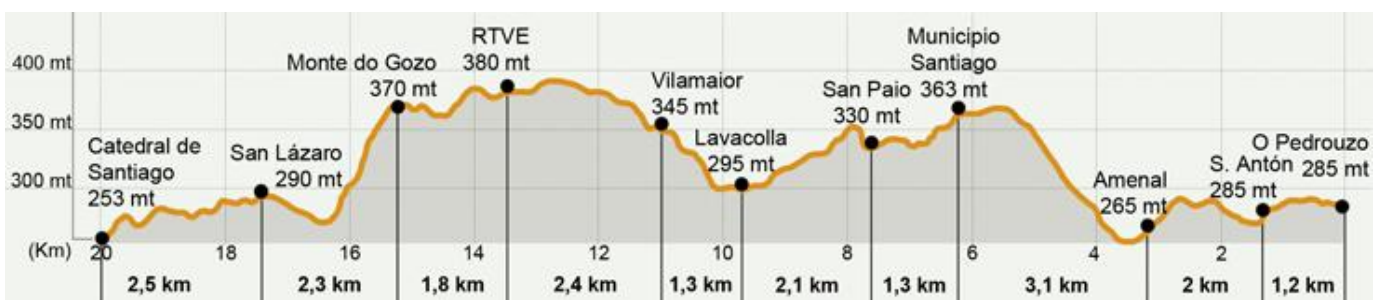 400 mt
350 mt
300 mt
(Km)
Catedral de
Santiago
253 mt
San Lázaro
290 mt
Monte do Gozo
370 mt
RTVE
380 mt
Vilamaior
345 mt
Lavacolla
295 mt
San Paio
330 mt
Municipio
Santiago
363 mt
Amenal
265 mt
S. Antón
285 mt
O Pedrouzo
285 mt
20 18 16 14 12 10 8 6 4 2
2,5 km 2,3 km 1,8 km 2,4 km 1,3 km 2,1 km 1,3 km 3,1 km 2 km 1,2 km